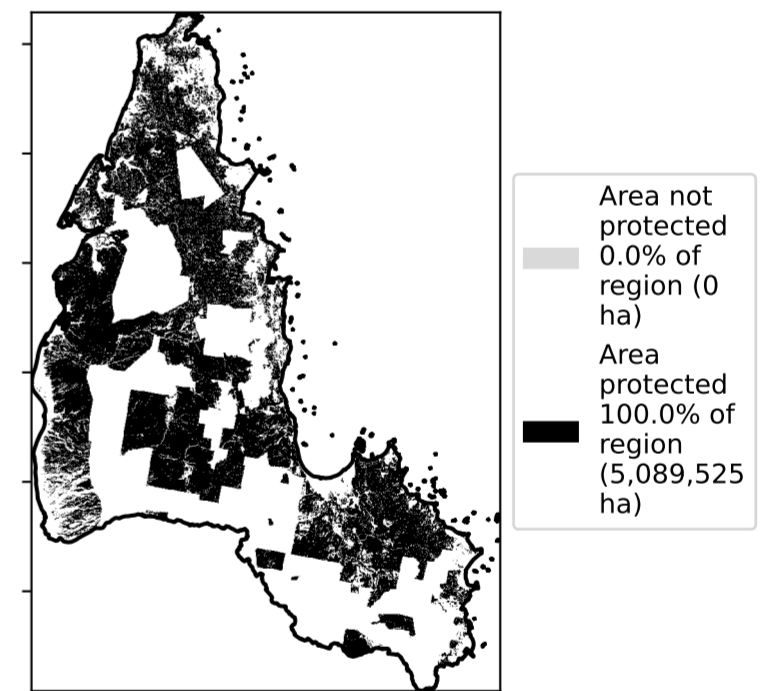 Area not
protected
0.0% of
region (0
ha)
Area
protected
100.0% of
region
(5,089,525
ha)